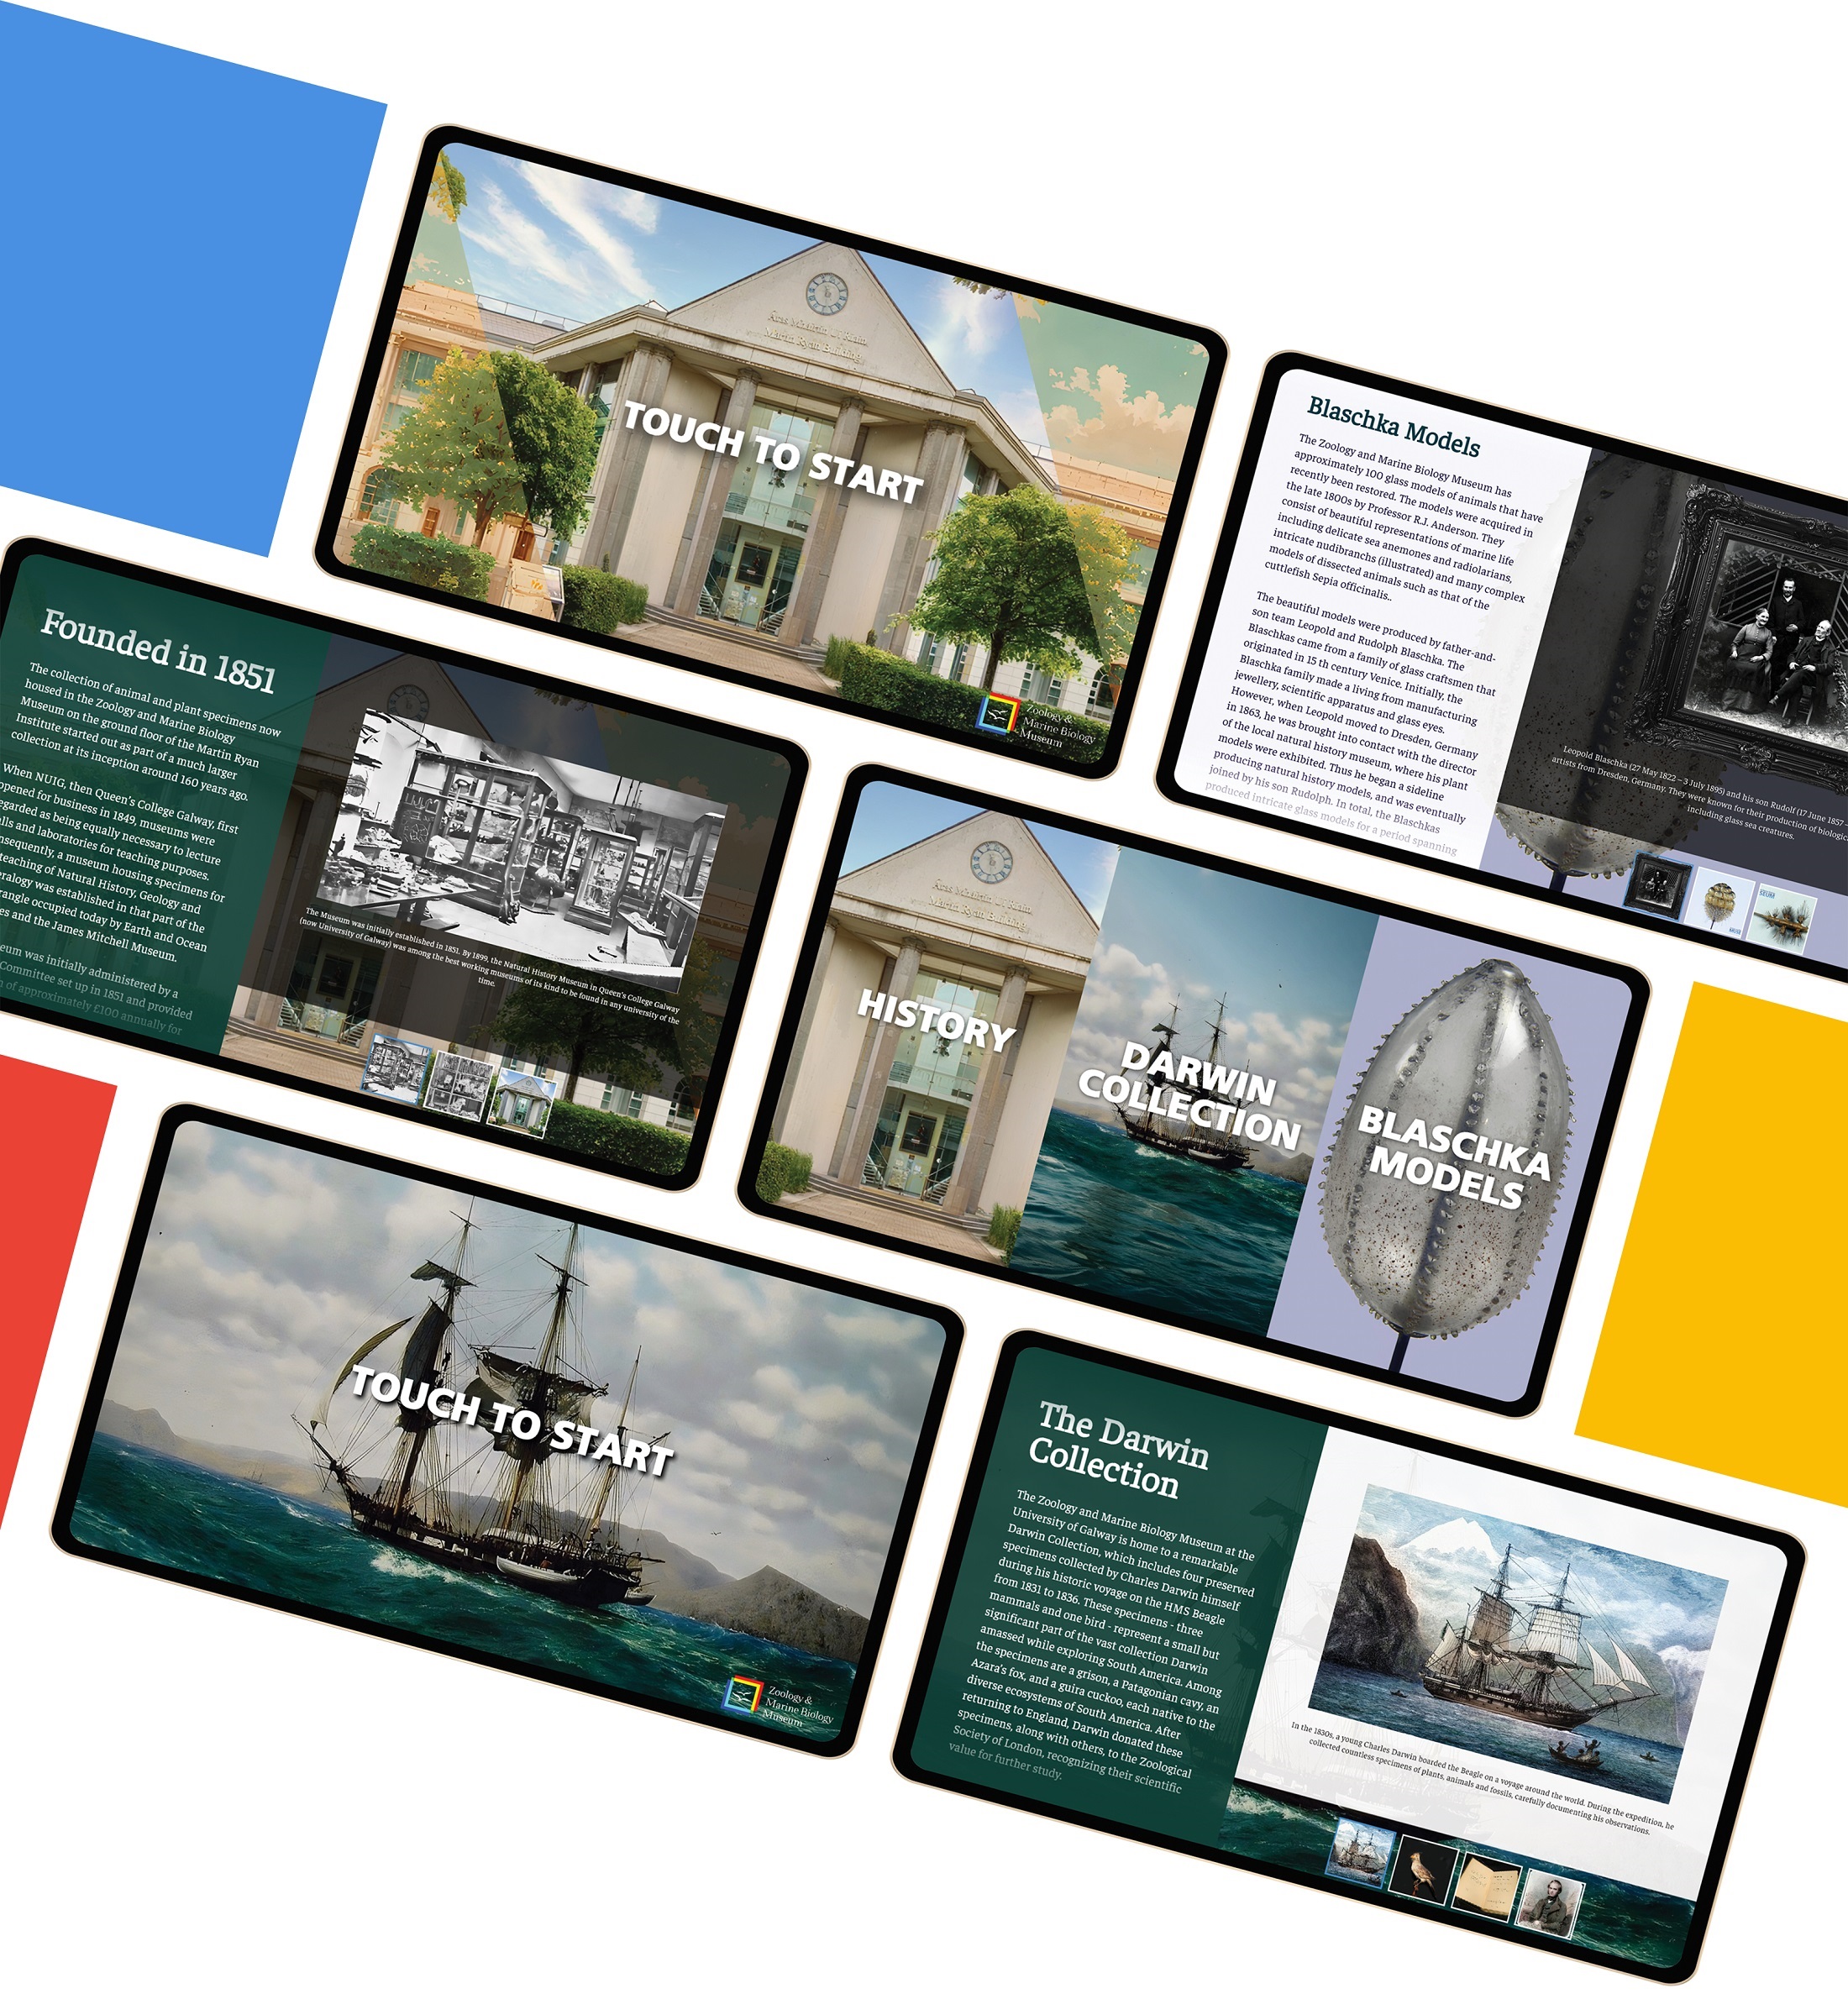 Áras Mháirtín Uí Riain
Martin Ryan Building
TOUCH TO START
Zoology &
Marine Biology
Museum
Blaschka Models
The Zoology and Marine Biology Museum has
approximately 100 glass models of animals that have
recently been restored. The models were acquired in
the late 1800s by Professor R.J. Anderson. They
consist of beautiful representations of marine life
including delicate sea anemones and radiolarians,
intricate nudibranchs (illustrated) and many complex
models of dissected animals such as that of the
cuttlefish Sepia officinalis..
The beautiful models were produced by father-and-
son team Leopold and Rudolph Blaschka. The
Blaschkas came from a family of glass craftsmen that
originated in 15 th century Venice. Initially, the
Blaschka family made a living from manufacturing
jewellery, scientific apparatus and glass eyes.
However, when Leopold moved to Dresden, Germany
in 1863, he was brought into contact with the director
of the local natural history museum, where his plant
models were exhibited. Thus he began a sideline
producing natural history models, and was eventually
joined by his son Rudolph. In total, the Blaschkas
produced intricate glass models for a period spanning
Leopold Blaschka (27 May 1822 – 3 July 1895) and his son Rudolf (17 June 1857 –
artists from Dresden, Germany. They were known for their production of biologic
including glass sea creatures.
Founded in 1851
The collection of animal and plant specimens now
housed in the Zoology and Marine Biology
Museum on the ground floor of the Martin Ryan
Institute started out as part of a much larger
collection at its inception around 160 years ago.
When NUIG, then Queen's College Galway, first
opened for business in 1849, museums were
egarded as being equally necessary to lecture
lls and laboratories for teaching purposes.
nsequently, a museum housing specimens for
teaching of Natural History, Geology and
eralogy was established in that part of the
rangle occupied today by Earth and Ocean
es and the James Mitchell Museum.
eum was initially administered by a
Committee set up in 1851 and provided
n of approximately £100 annually for
The Museum was initially established in 1851. By 1899, the Natural History Museum in Queen's College Galway
(now University of Galway) was among the best working museums of its kind to be found in any university of the
time.
Áras Mháirtín Uí Riain
Martin Ryan Building
HISTORY
DARWIN
COLLECTION
BLASCHKA
MODELS
TOUCH TO START
Zoology &
Marine Biology
Museum
The Darwin
Collection
The Zoology and Marine Biology Museum at the
University of Galway is home to a remarkable
Darwin Collection, which includes four preserved
specimens collected by Charles Darwin himself
during his historic voyage on the HMS Beagle
from 1831 to 1836. These specimens - three
mammals and one bird - represent a small but
significant part of the vast collection Darwin
amassed while exploring South America. Among
the specimens are a grison, a Patagonian cavy, an
Azara's fox, and a guira cuckoo, each native to the
diverse ecosystems of South America. After
returning to England, Darwin donated these
specimens, along with others, to the Zoological
Society of London, recognizing their scientific
value for further study.
In the 1830s, a young Charles Darwin boarded the Beagle on a voyage around the world. During the expedition, he
collected countless specimens of plants, animals and fossils, carefully documenting his observations.